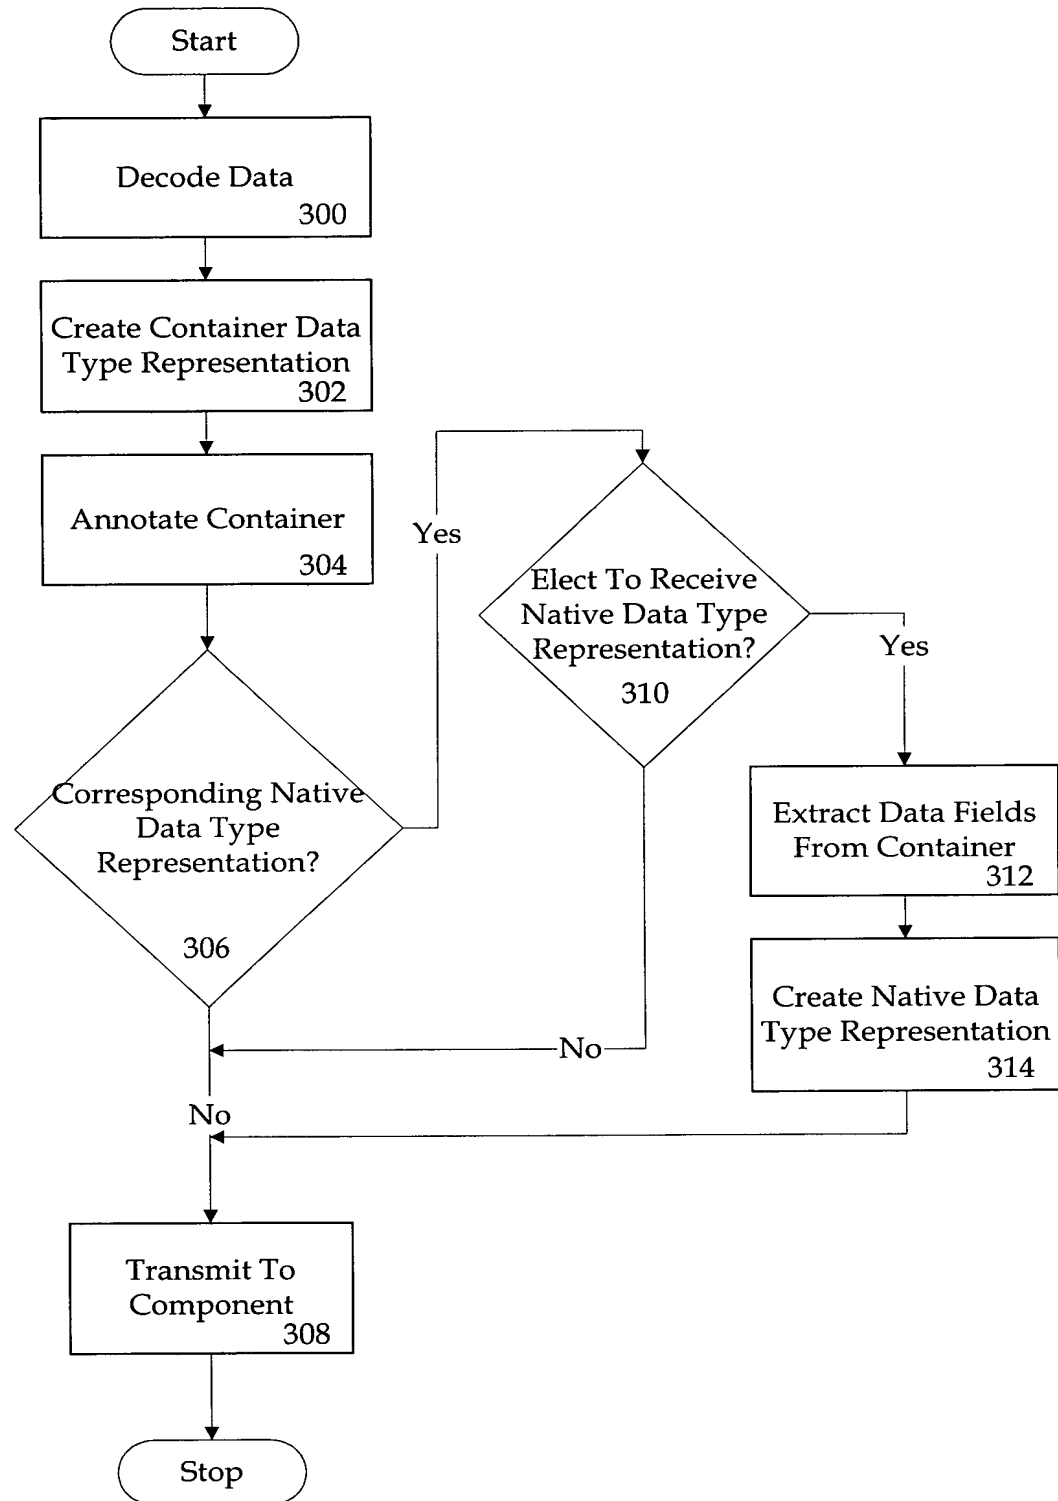 Start
Decode Data
300
Create Container Data
Type Representation
302
Annotate Container
304
Corresponding Native
Data Type
Representation?
306
Yes
Elect To Receive
Native Data Type
Representation?
310
Yes
Extract Data Fields
From Container
312
Create Native Data
Type Representation
314
No
No
Transmit To
Component
308
Stop